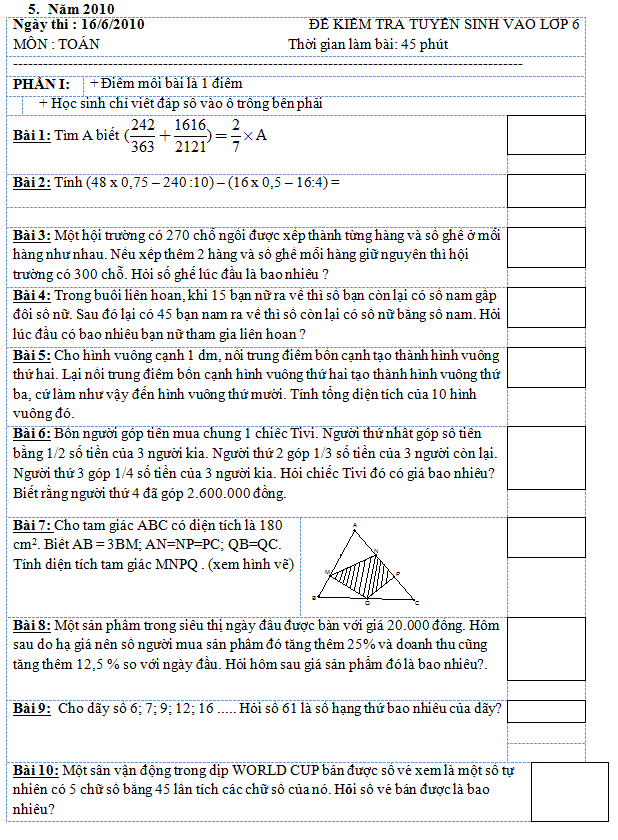 5. Năm 2010
Ngày thi : 16/6/2010 ĐỀ KIỂM TRA TUYỂN SINH VÀO LỚP 6
MÔN : TOÁN Thời gian làm bài: 45 phút
PHẦN I: + Điểm mỗi bài là 1 điểm
+ Học sinh chỉ viết đáp số vào ô trống bên phải
Bài 1: Tìm A biết (242/363 + 1616/2121) = 2/7 × A
Bài 2: Tính (48 x 0,75 – 240 :10) – (16 x 0,5 – 16:4) =
Bài 3: Một hội trường có 270 chỗ ngồi được xếp thành từng hàng và số ghế ở mỗi
hàng như nhau. Nếu xếp thêm 2 hàng và số ghế mỗi hàng giữ nguyên thì hội
trường có 300 chỗ. Hỏi số ghế lúc đầu là bao nhiêu ?
Bài 4: Trong buổi liên hoan, khi 15 bạn nữ ra về thì số bạn còn lại có số nam gấp
đôi số nữ. Sau đó lại có 45 bạn nam ra về thì số còn lại có số nữ bằng số nam. Hỏi
lúc đầu có bao nhiêu bạn nữ tham gia liên hoan ?
Bài 5: Cho hình vuông cạnh 1 dm, nối trung điểm bốn cạnh tạo thành hình vuông
thứ hai. Lại nối trung điểm bốn cạnh hình vuông thứ hai tạo thành hình vuông thứ
ba, cứ làm như vậy đến hình vuông thứ mười. Tính tổng diện tích của 10 hình
vuông đó.
Bài 6: Bốn người góp tiền mua chung 1 chiếc Tivi. Người thứ nhất góp số tiền
bằng 1/2 số tiền của 3 người kia. Người thứ 2 góp 1/3 số tiền của 3 người còn lại.
Người thứ 3 góp 1/4 số tiền của 3 người kia. Hỏi chiếc Tivi đó có giá bao nhiêu?
Biết rằng người thứ 4 đã góp 2.600.000 đồng.
Bài 7: Cho tam giác ABC có diện tích là 180
cm². Biết AB = 3BM; AN=NP=PC; QB=QC.
Tính diện tích tam giác MNPQ . (xem hình vẽ)
A
N
M
P
B
Q
C
Bài 8: Một sản phẩm trong siêu thị ngày đầu được bán với giá 20.000 đồng. Hôm
sau do hạ giá nên số người mua sản phẩm đó tăng thêm 25% và doanh thu cũng
tăng thêm 12,5 % so với ngày đầu. Hỏi hôm sau giá sản phẩm đó là bao nhiêu?.
Bài 9: Cho dãy số 6; 7; 9; 12; 16 ..... Hỏi số 61 là số hạng thứ bao nhiêu của dãy?
Bài 10: Một sân vận động trong dịp WORLD CUP bán được số vé xem là một số tự
nhiên có 5 chữ số bằng 45 lần tích các chữ số của nó. Hỏi số vé bán được là bao
nhiêu?